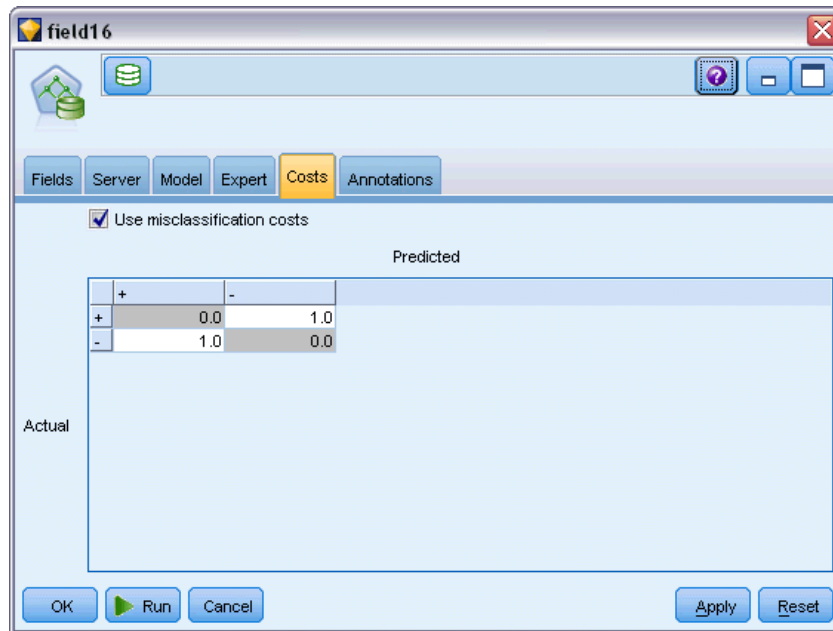 field16
?
Fields Server Model Expert Costs Annotations
Use misclassification costs
Predicted
+ -
+ 0.0 1.0
- 1.0 0.0
Actual
OK Run Cancel Apply Reset